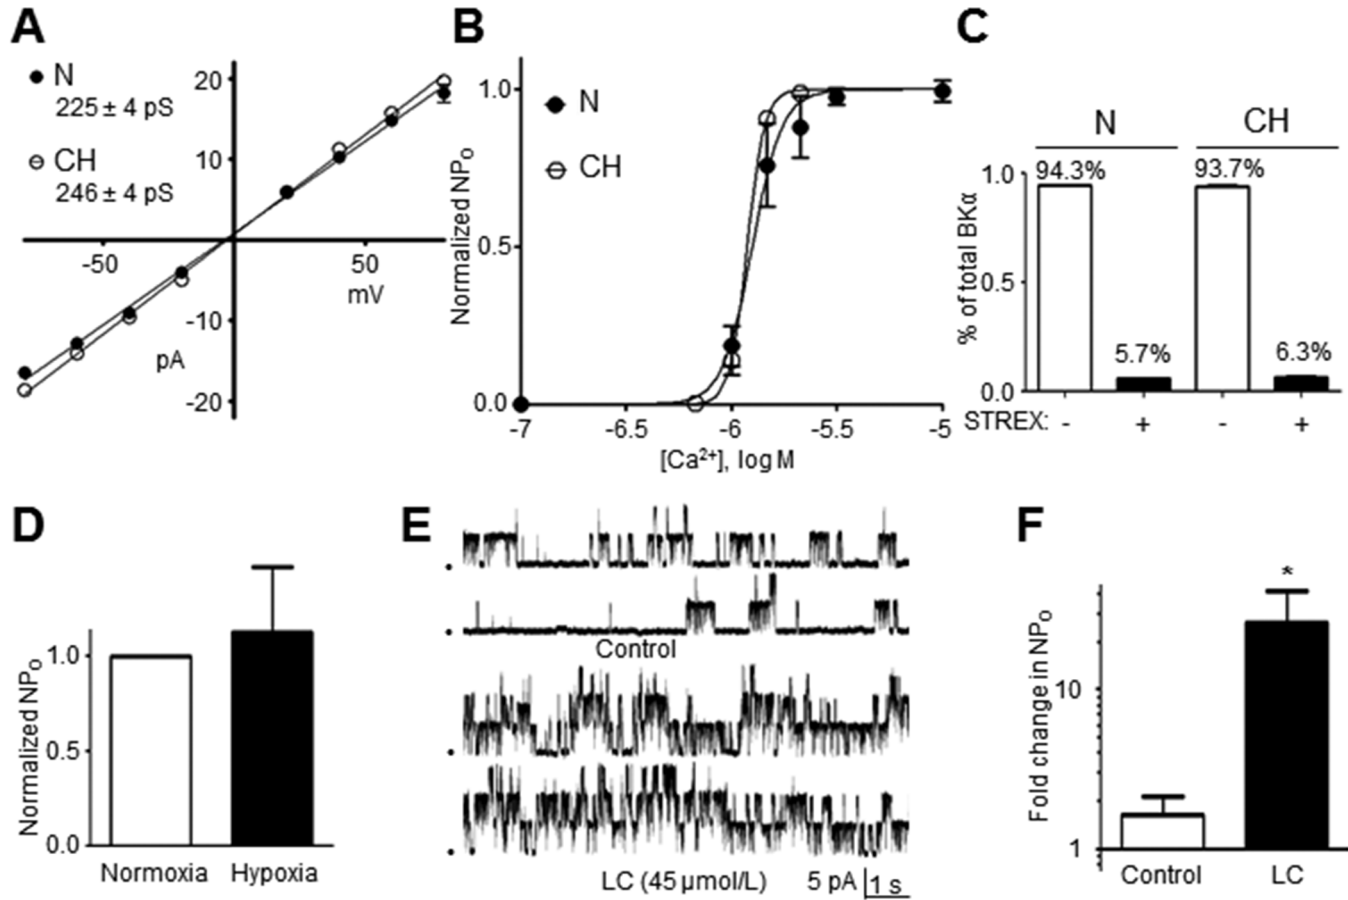 A
N
225 ± 4 pS
CH
246 ± 4 pS
20
10
-50
50
mV
-10
pA
-20
B
Normalized NPO
1.0
0.5
0.0
N
CH
-7
-6.5
-6
-5.5
-5
[Ca²⁺], log M
C
N
CH
% of total BKα
1.0
0.5
0.0
94.3%
5.7%
93.7%
6.3%
STREX: - + - +
D
Normalized NPO
1.0
0.5
0.0
Normoxia
Hypoxia
E
Control
LC (45 µmol/L)
5 pA
1 s
F
Fold change in NPO
10
1
*
Control
LC